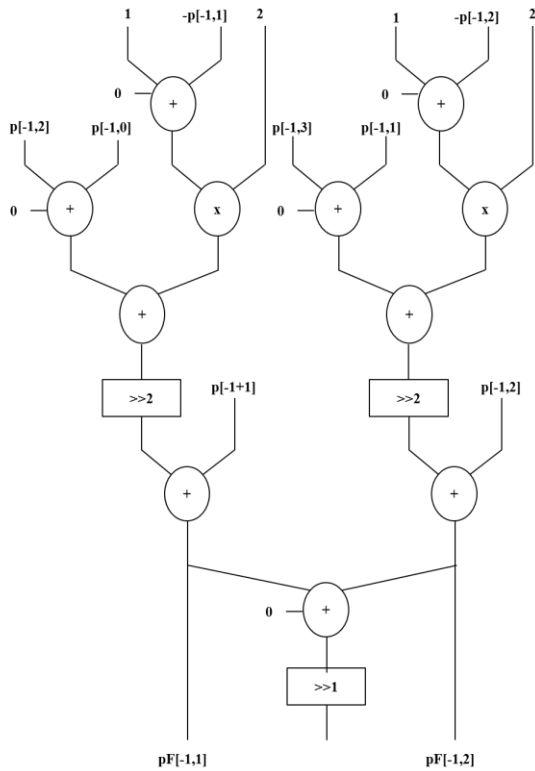 1 -p[-1,1] 2 1 -p[-1,2] 2
0 + 0 +
p[-1,2] p[-1,0] p[-1,3] p[-1,1]
0 + x 0 + x
+ +
>>2 p[-1+1] >>2 p[-1,2]
+ +
0 +
>>1
pF[-1,1] pF[-1,2]